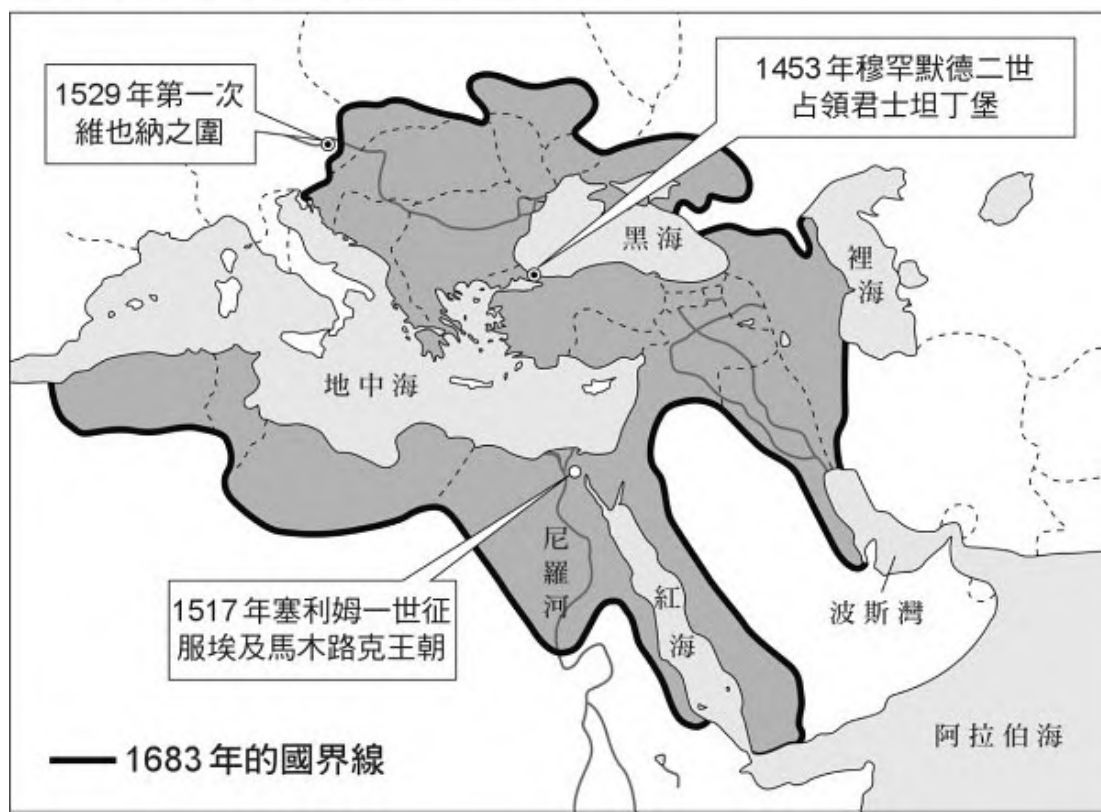 1529年第一次
維也納之圍
1453年穆罕默德二世
占領君士坦丁堡
黑海
裡海
地中海
尼羅河
紅海
波斯灣
1517年塞利姆一世征
服埃及馬木路克王朝
阿拉伯海
1683年的國界線